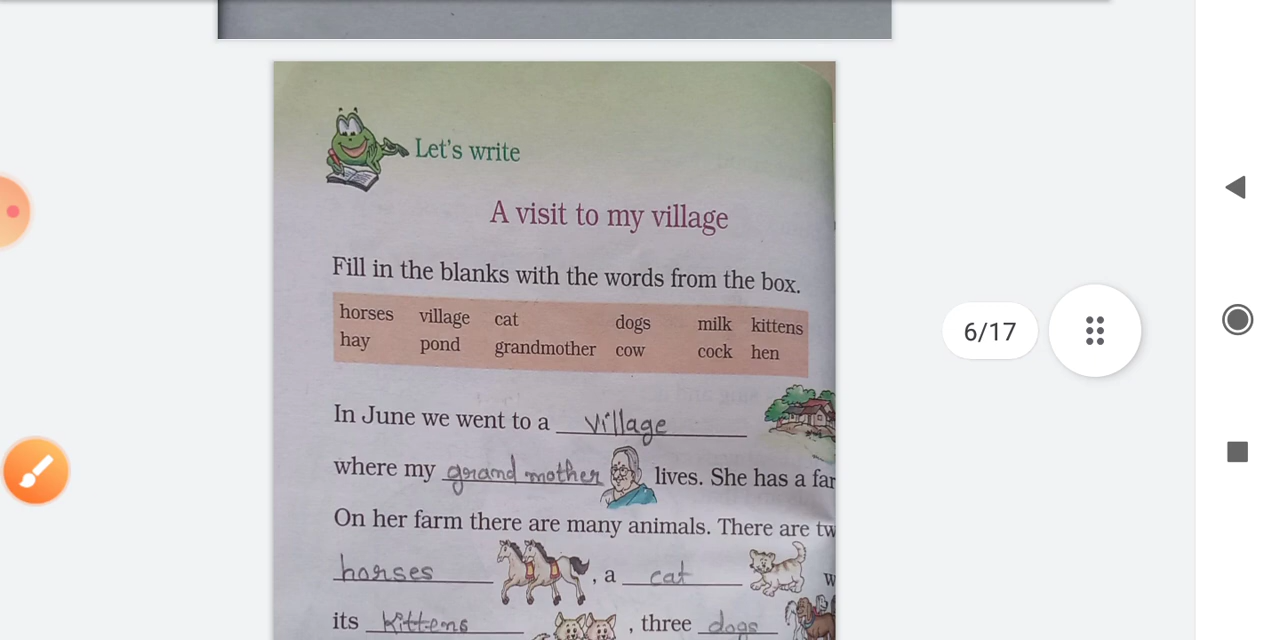 Let's write
A visit to my village
Fill in the blanks with the words from the box.
horses village cat dogs milk kittens
hay pond grandmother cow cock hen
In June we went to a village
where my grand mother lives. She has a far
On her farm there are many animals. There are tw
horses , a cat w
its kittens , three dogs
6/17